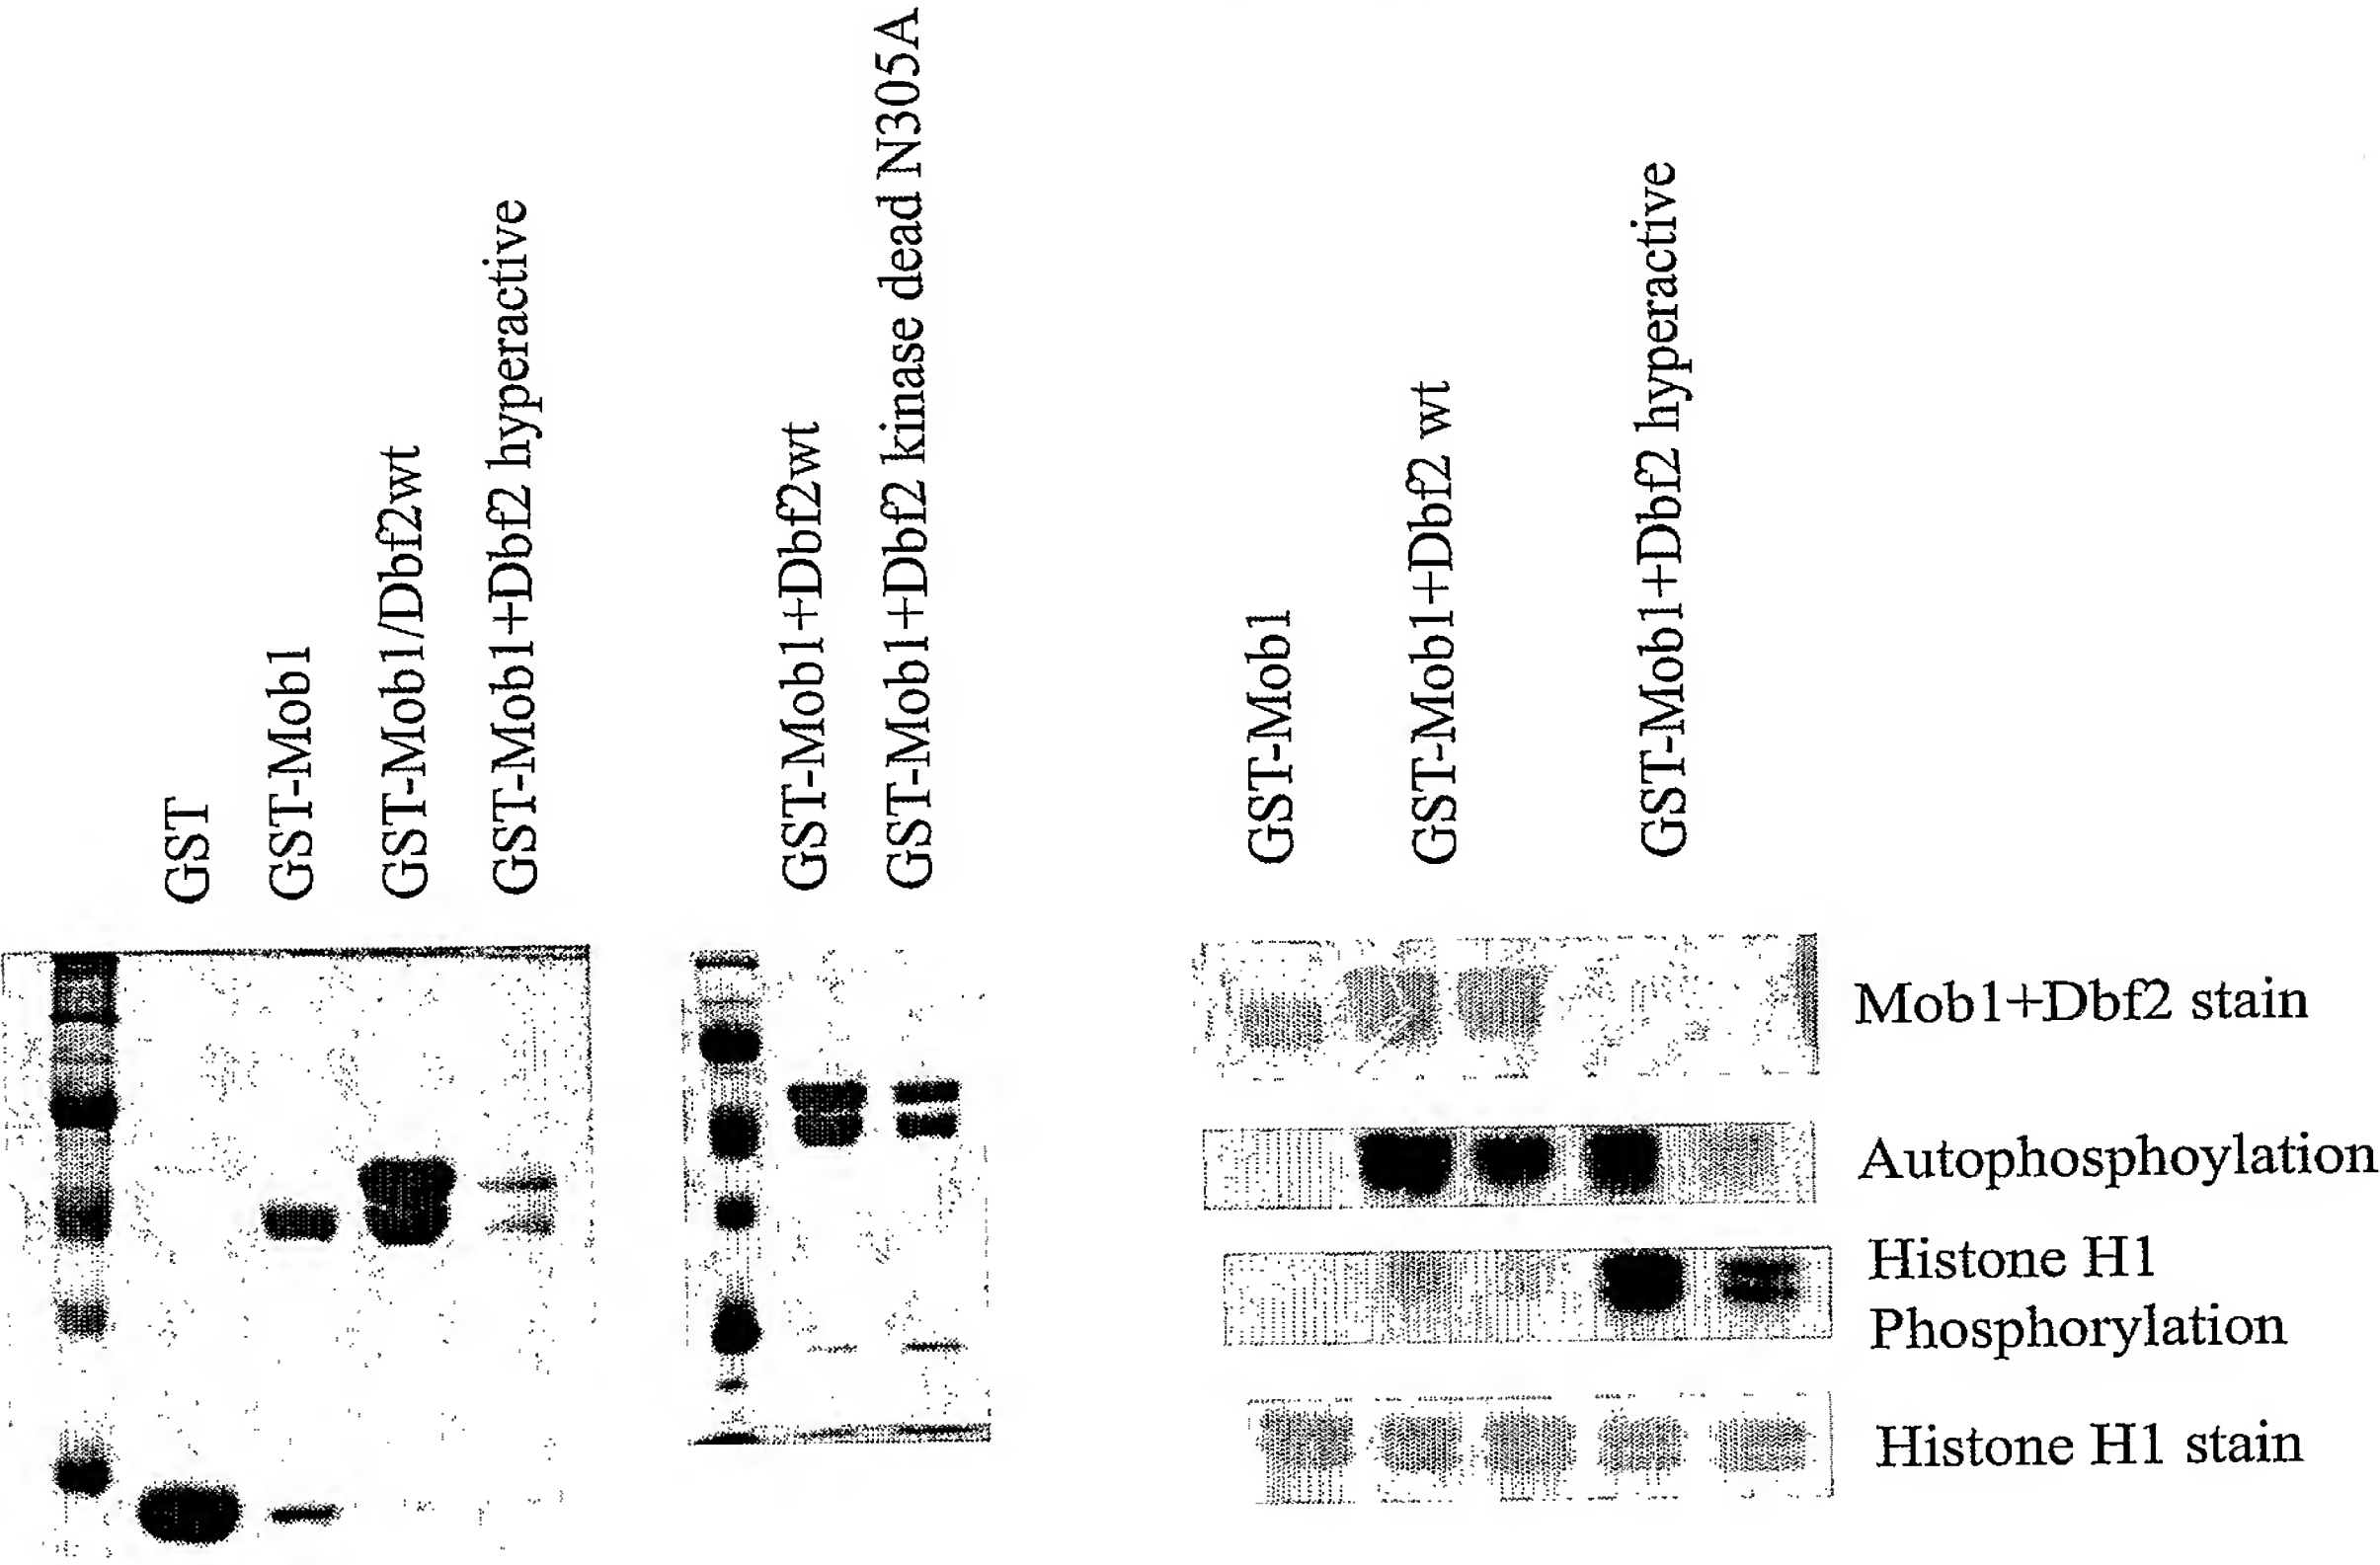 GST
GST-Mob1
GST-Mob1/Dbf2wt
GST-Mob1+Dbf2 hyperactive
GST-Mob1+Dbf2wt
GST-Mob1+Dbf2 kinase dead N305A
GST-Mob1
GST-Mob1+Dbf2 wt
GST-Mob1+Dbf2 hyperactive
Mob1+Dbf2 stain
Autophosphoylation
Histone H1
Phosphorylation
Histone H1 stain